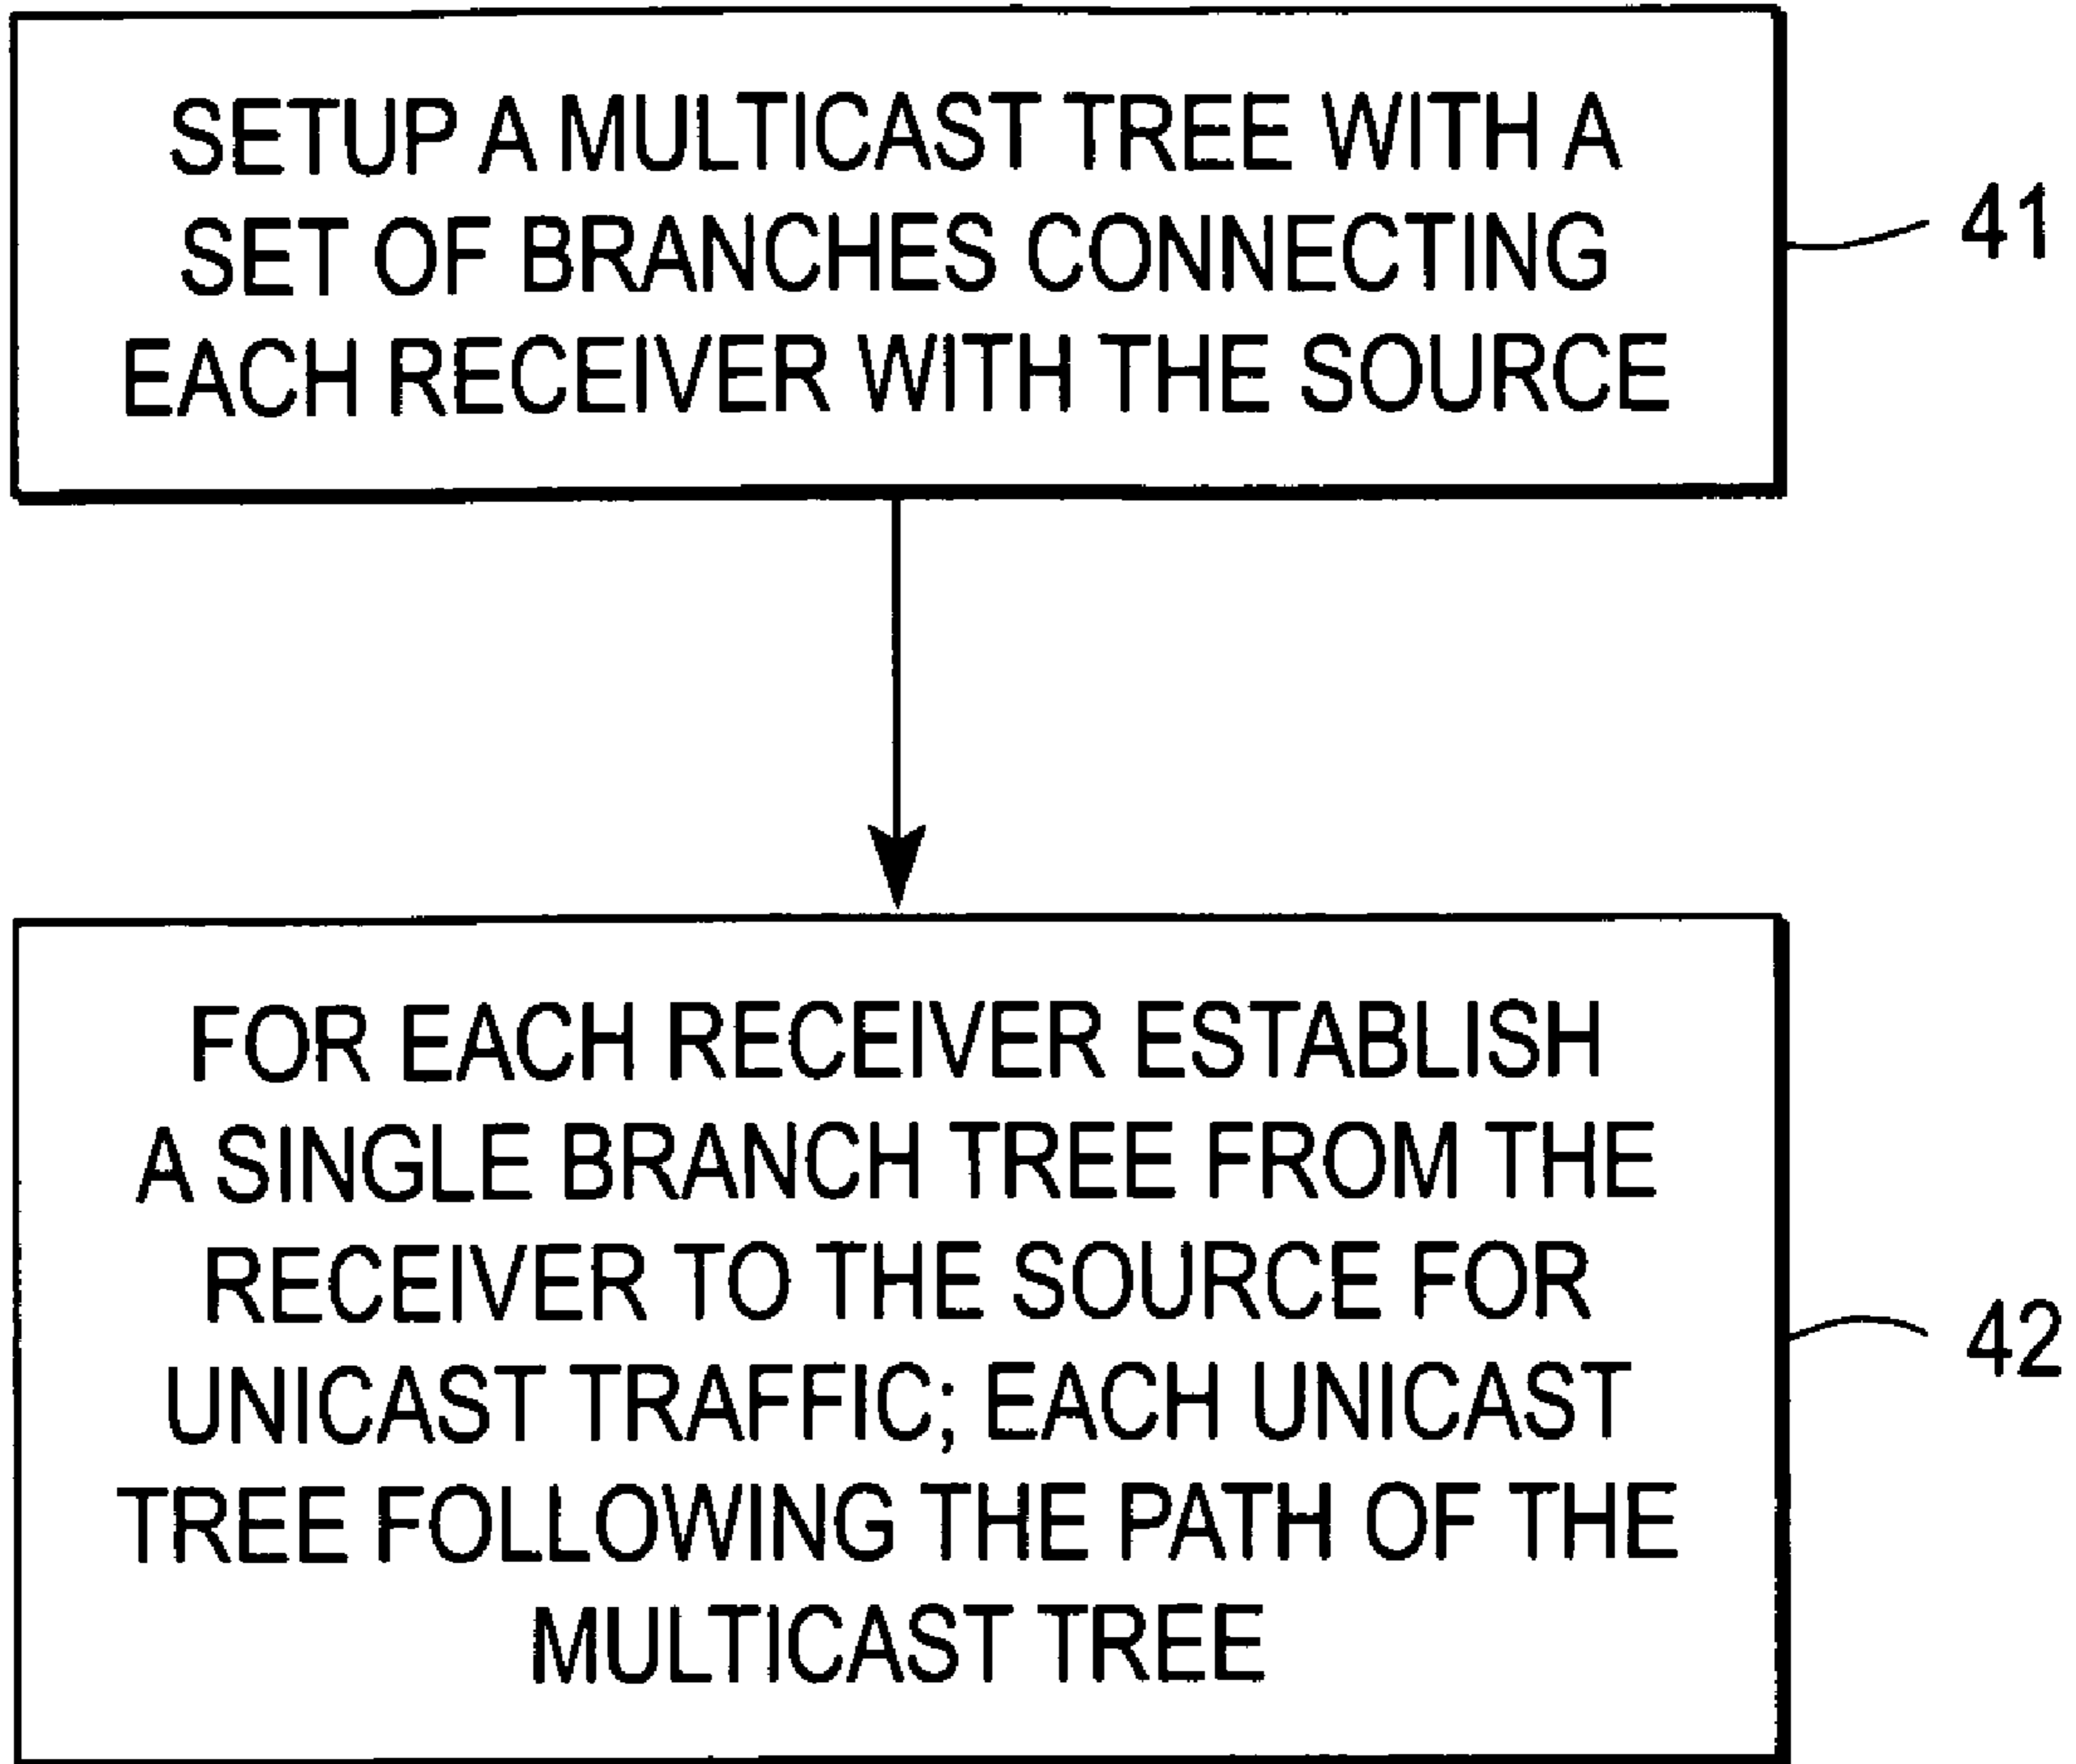 SETUP A MULTICAST TREE WITH A
SET OF BRANCHES CONNECTING
EACH RECEIVER WITH THE SOURCE
41
FOR EACH RECEIVER ESTABLISH
A SINGLE BRANCH TREE FROM THE
RECEIVER TO THE SOURCE FOR
UNICAST TRAFFIC; EACH UNICAST
TREE FOLLOWING THE PATH OF THE
MULTICAST TREE
42